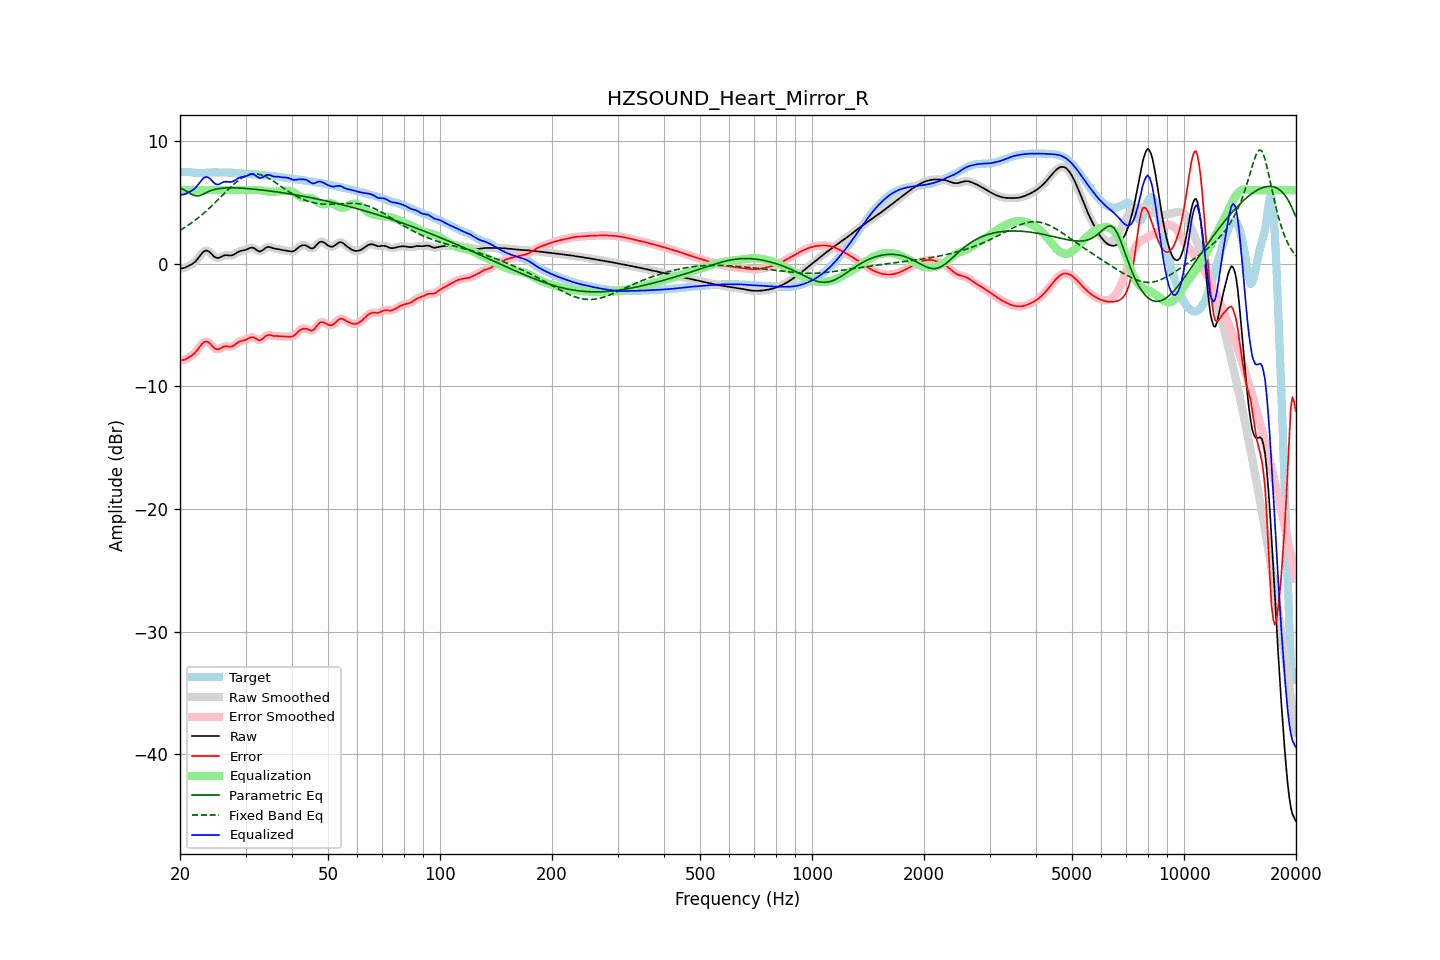 HZSOUND_Heart_Mirror_R
10
0
−10
−20
−30
−40
Amplitude (dBr)
Target
Raw Smoothed
Error Smoothed
Raw
Error
Equalization
Parametric Eq
Fixed Band Eq
Equalized
20 50 100 200 500 1000 2000 5000 10000 20000
Frequency (Hz)